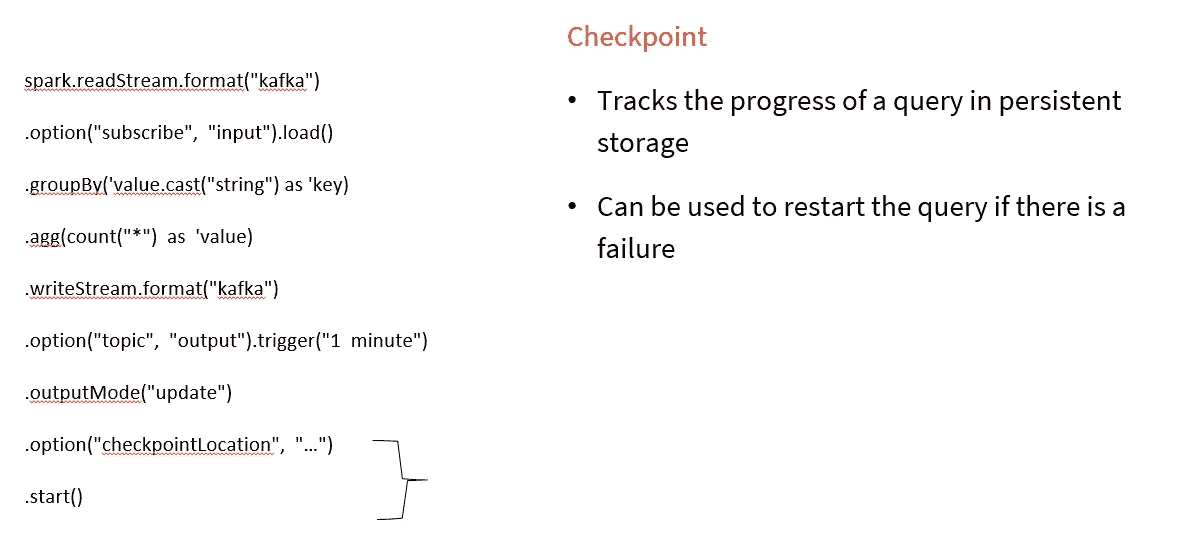 spark.readStream.format("kafka")
.option("subscribe", "input").load()
.groupBy('value.cast("string") as 'key)
.agg(count("*") as 'value)
.writeStream.format("kafka")
.option("topic", "output").trigger("1 minute")
.outputMode("update")
.option("checkpointLocation", "…")
.start()
Checkpoint
• Tracks the progress of a query in persistent
storage
• Can be used to restart the query if there is a
failure